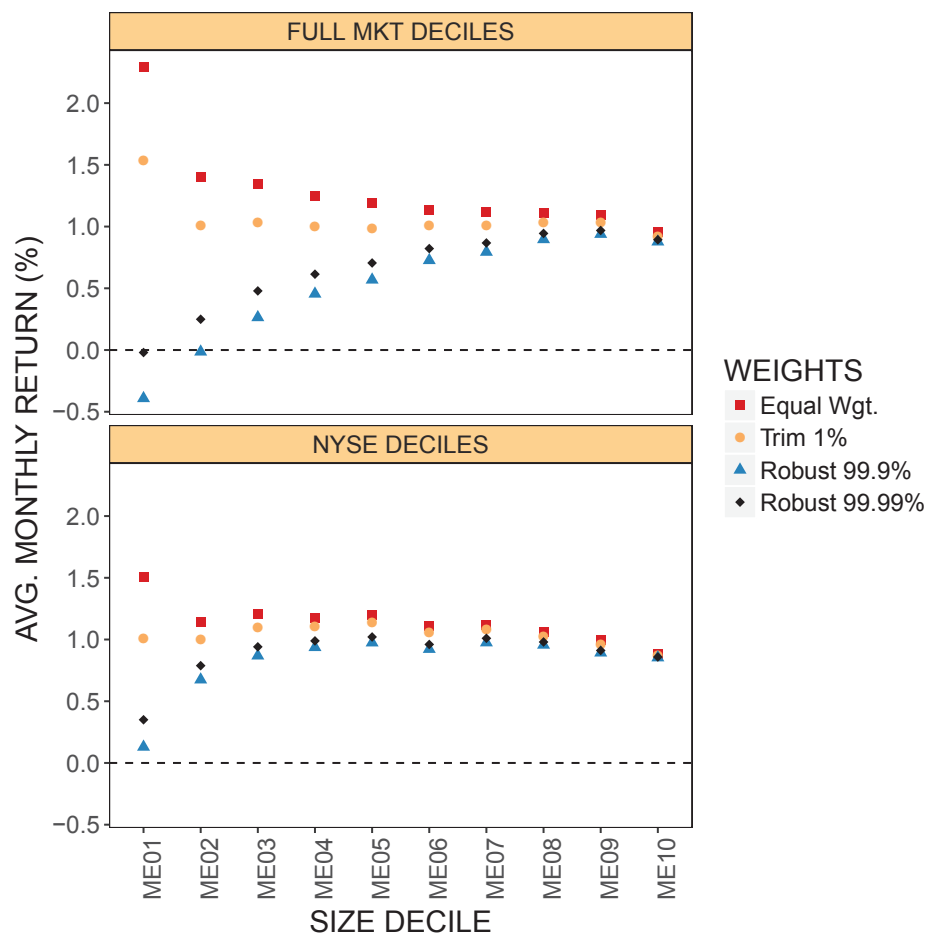 FULL MKT DECILES
2.0
1.5
1.0
0.5
0.0
−0.5
NYSE DECILES
2.0
1.5
1.0
0.5
0.0
−0.5
AVG. MONTHLY RETURN (%)
ME01
ME02
ME03
ME04
ME05
ME06
ME07
ME08
ME09
ME10
SIZE DECILE
WEIGHTS
Equal Wgt.
Trim 1%
Robust 99.9%
Robust 99.99%